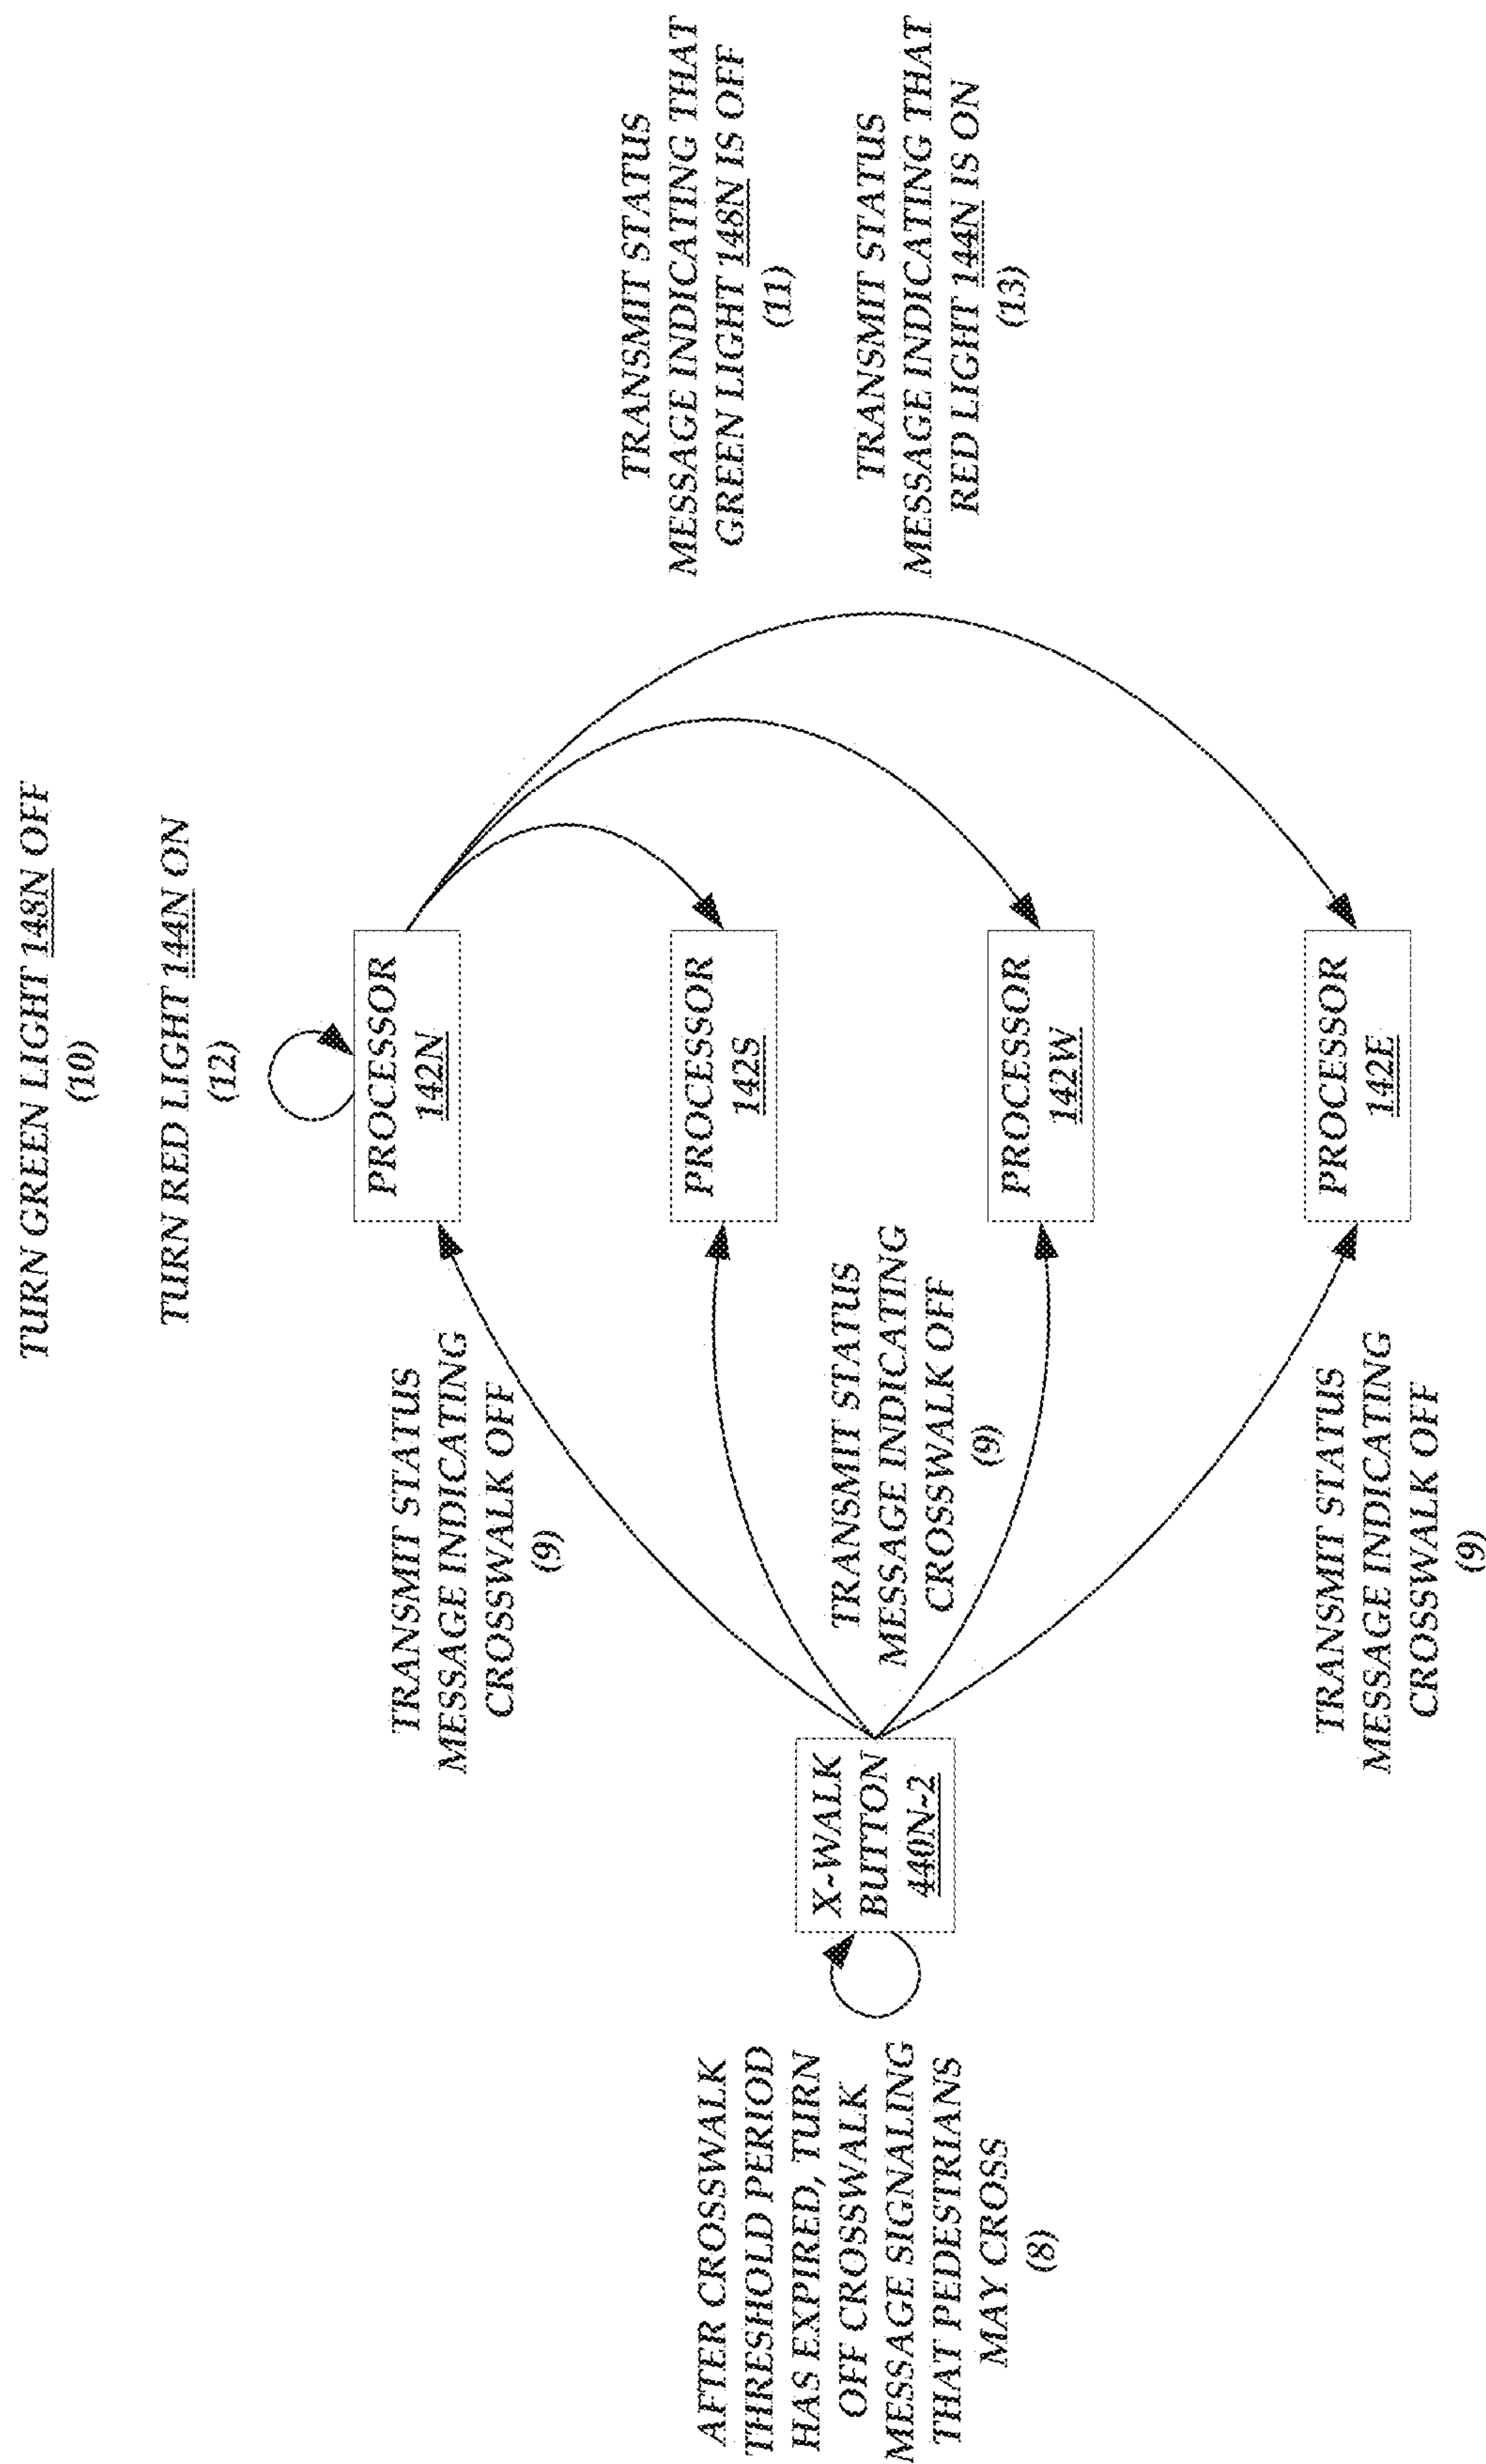 TURN GREEN LIGHT 148N OFF
(10)
TURN RED LIGHT 144N ON
(12)
TRANSMIT STATUS
MESSAGE INDICATING
CROSSWALK OFF
(9)
PROCESSOR
142N
TRANSMIT STATUS
MESSAGE INDICATING THAT
GREEN LIGHT 148N IS OFF
(11)
AFTER CROSSWALK
THRESHOLD PERIOD
HAS EXPIRED, TURN
OFF CROSSWALK
MESSAGE SIGNALING
THAT PEDESTRIANS
MAY CROSS
(8)
X~WALK
BUTTON
440N~2
PROCESSOR
142S
TRANSMIT STATUS
MESSAGE INDICATING
CROSSWALK OFF
(9)
TRANSMIT STATUS
MESSAGE INDICATING THAT
RED LIGHT 144N IS ON
(13)
PROCESSOR
142W
TRANSMIT STATUS
MESSAGE INDICATING
CROSSWALK OFF
(9)
PROCESSOR
142E